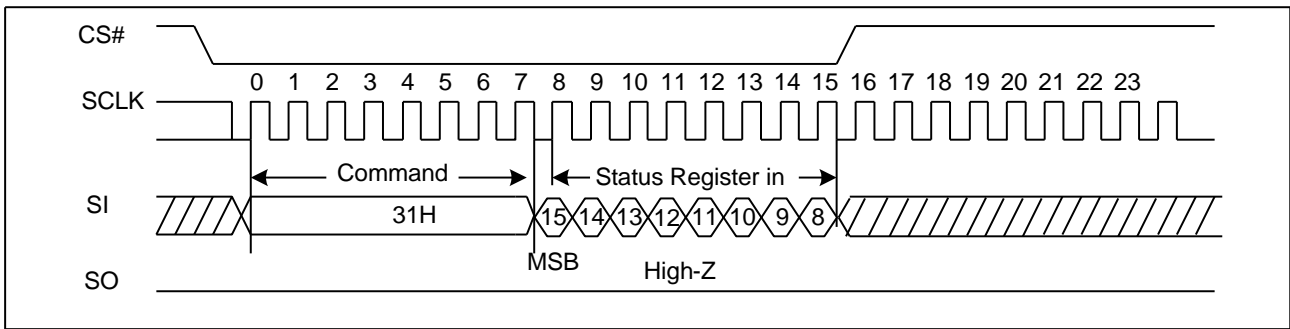 CS#
0 1 2 3 4 5 6 7 8 9 10 11 12 13 14 15 16 17 18 19 20 21 22 23
SCLK
Command Status Register in
SI 31H 15 14 13 12 11 10 9 8
MSB High-Z
SO